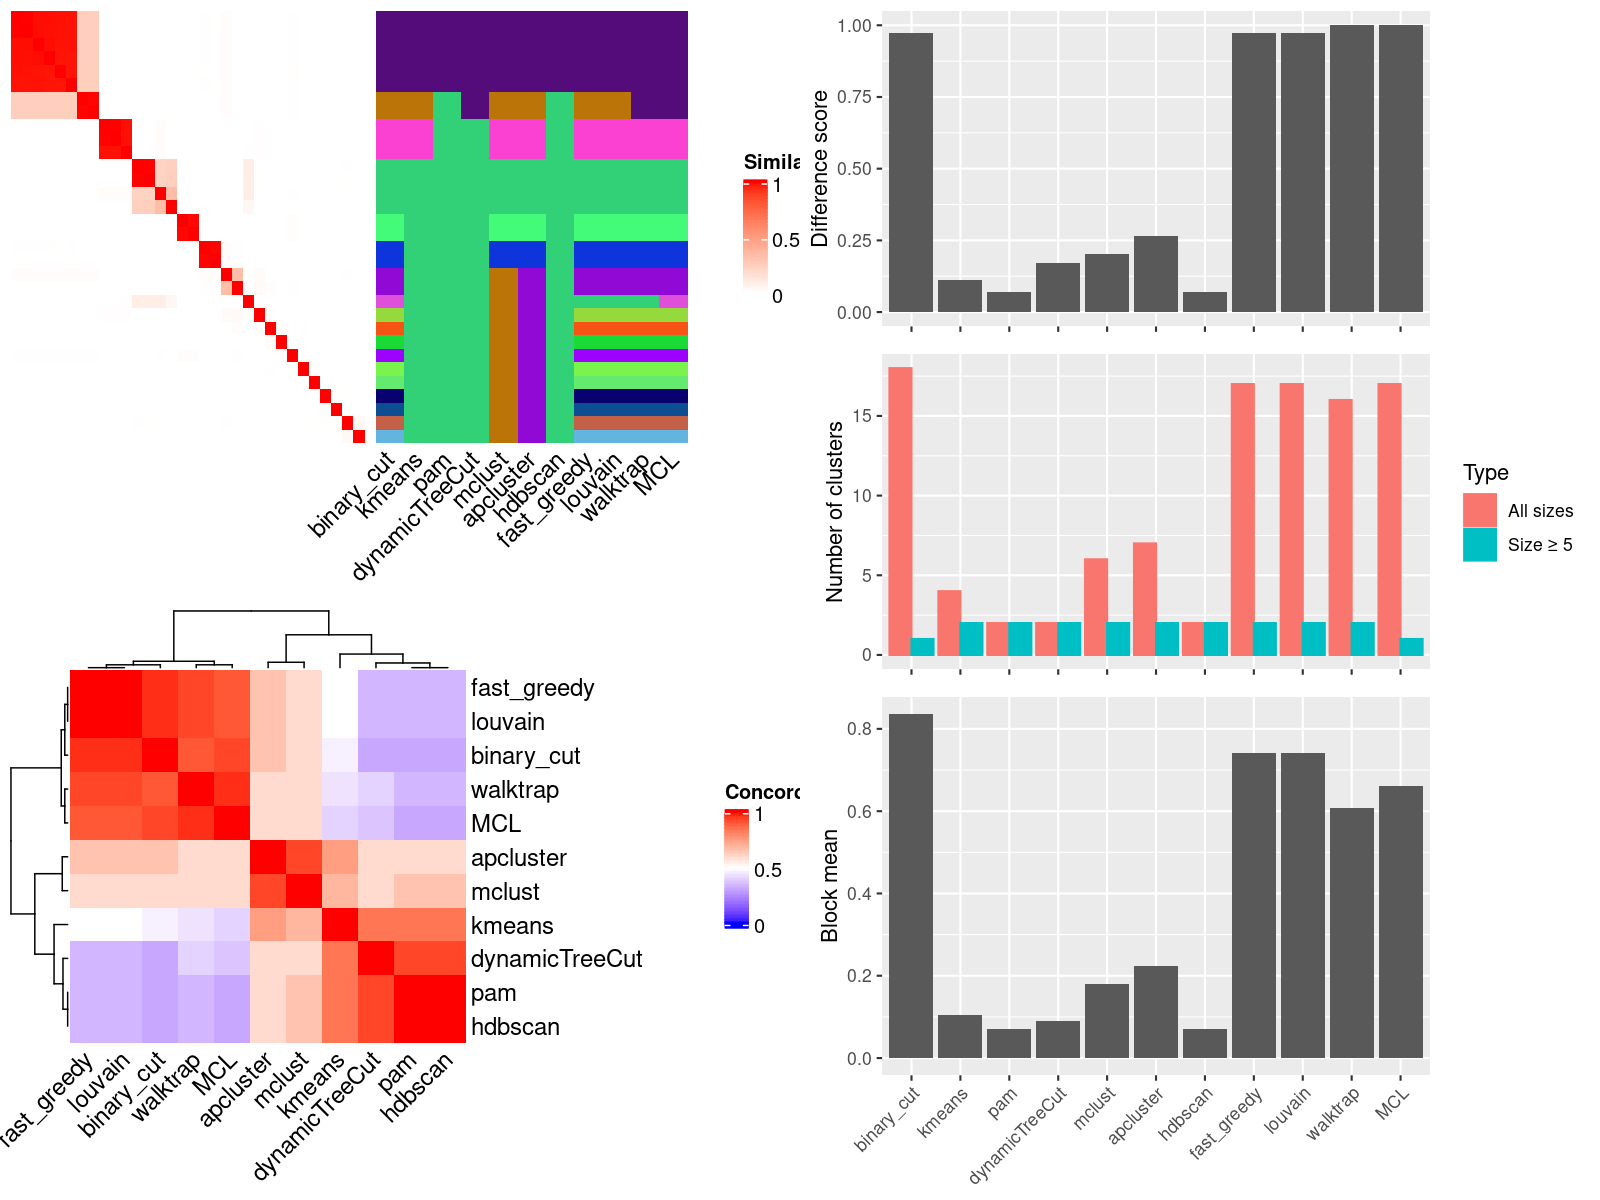 Simila
1
0.5
0
binary_cut
kmeans
pam
dynamicTreeCut
mclust
apcluster
hdbscan
fast_greedy
louvain
walktrap
MCL
fast_greedy
louvain
binary_cut
walktrap
MCL
apcluster
mclust
kmeans
dynamicTreeCut
pam
hdbscan
fast_greedy
louvain
binary_cut
walktrap
MCL
apcluster
mclust
kmeans
dynamicTreeCut
pam
hdbscan
Concord
1
0.5
0
Difference score
1.00
0.75
0.50
0.25
0.00
Number of clusters
15
10
5
0
Type
All sizes
Size ≥ 5
Block mean
0.8
0.6
0.4
0.2
0.0
binary_cut
kmeans
pam
dynamicTreeCut
mclust
apcluster
hdbscan
fast_greedy
louvain
walktrap
MCL